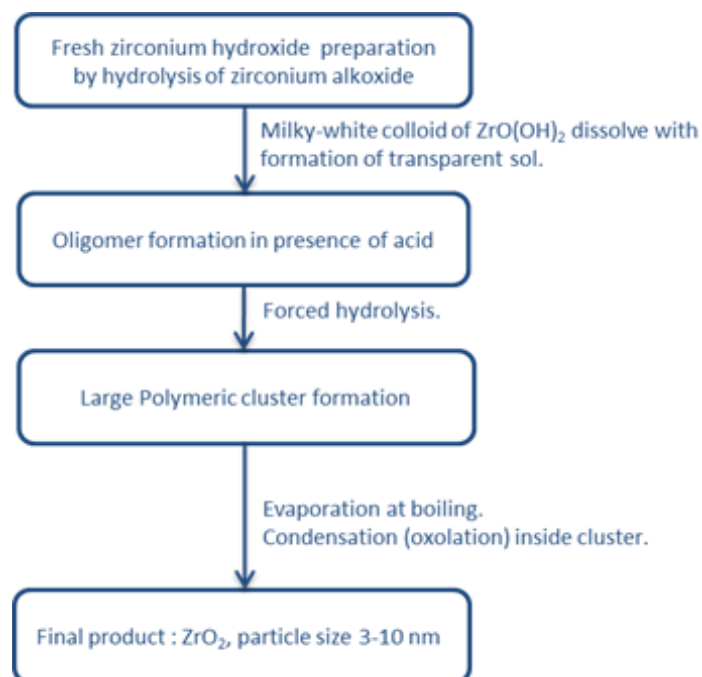 Fresh zirconium hydroxide preparation
by hydrolysis of zirconium alkoxide
Milky-white colloid of ZrO(OH)₂ dissolve with
formation of transparent sol.
Oligomer formation in presence of acid
Forced hydrolysis.
Large Polymeric cluster formation
Evaporation at boiling.
Condensation (oxolation) inside cluster.
Final product : ZrO₂, particle size 3-10 nm